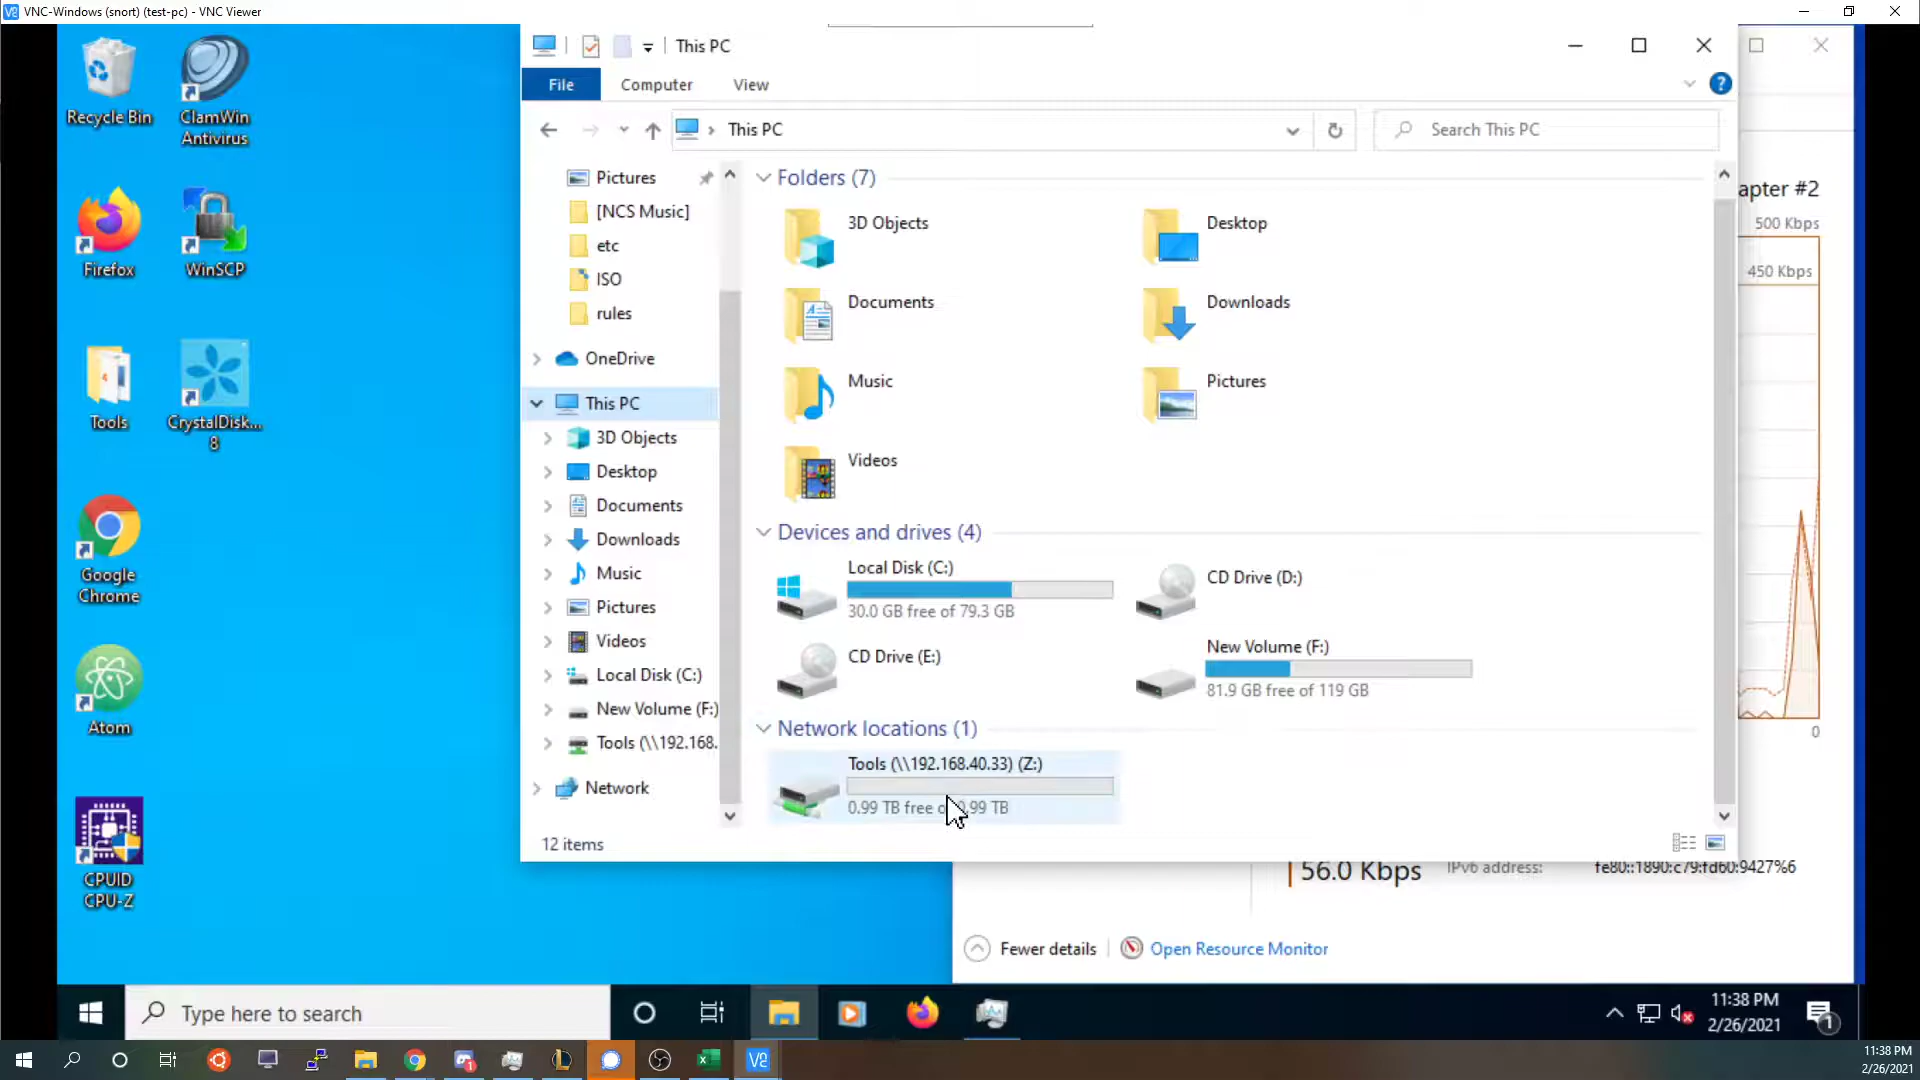 VNC-Windows (snort) (test-pc) - VNC Viewer
Recycle Bin
ClamWin
Antivirus
Firefox
WinSCP
Tools
CrystalDisk...
8
Google
Chrome
Atom
CPUID
CPU-Z
This PC
File
Computer
View
This PC
Search This PC
Pictures
[NCS Music]
etc
ISO
rules
OneDrive
This PC
3D Objects
Desktop
Documents
Downloads
Music
Pictures
Videos
Local Disk (C:)
New Volume (F:)
Tools (\\192.168.
Network
Folders (7)
3D Objects
Desktop
Documents
Downloads
Music
Pictures
Videos
Devices and drives (4)
Local Disk (C:)
30.0 GB free of 79.3 GB
CD Drive (D:)
CD Drive (E:)
New Volume (F:)
81.9 GB free of 119 GB
Network locations (1)
Tools (\\192.168.40.33) (Z:)
0.99 TB free of 0.99 TB
12 items
apter #2
500 Kbps
450 Kbps
0
56.0 Kbps
IPv6 address:
fe80::1890:c79:fd60:9427%6
Fewer details
Open Resource Monitor
Type here to search
11:38 PM
2/26/2021
1
11:38 PM
2/26/2021